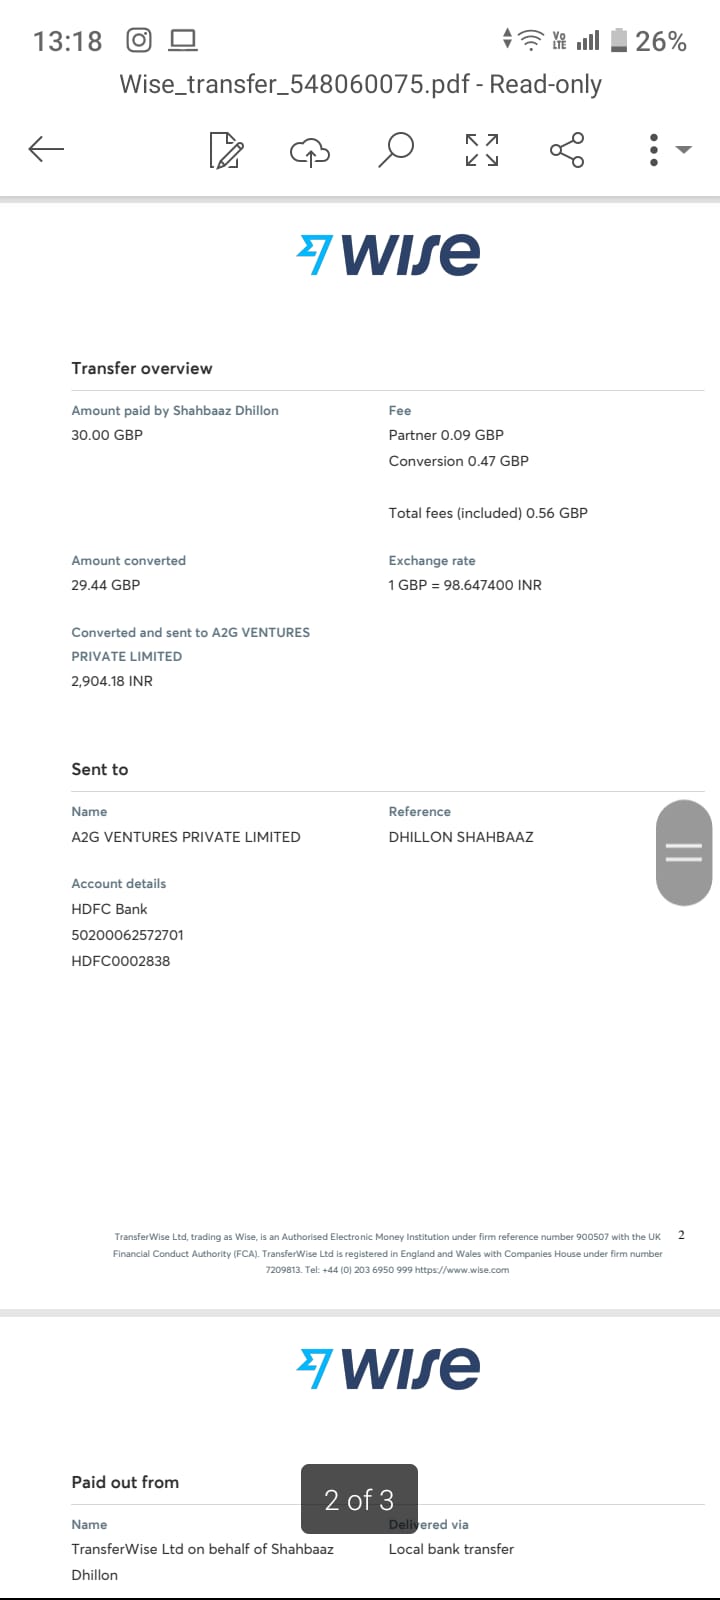 13:18
Vo LTE 26%
Wise_transfer_548060075.pdf - Read-only
WISE
Transfer overview
Amount paid by Shahbaaz Dhillon
30.00 GBP
Fee
Partner 0.09 GBP
Conversion 0.47 GBP
Total fees (included) 0.56 GBP
Amount converted
29.44 GBP
Exchange rate
1 GBP = 98.647400 INR
Converted and sent to A2G VENTURES
PRIVATE LIMITED
2,904.18 INR
Sent to
Name
A2G VENTURES PRIVATE LIMITED
Reference
DHILLON SHAHBAAZ
Account details
HDFC Bank
50200062572701
HDFC0002838
TransferWise Ltd, trading as Wise, is an Authorised Electronic Money Institution under firm reference number 900507 with the UK
Financial Conduct Authority (FCA). TransferWise Ltd is registered in England and Wales with Companies House under firm number
7209813. Tel: +44 (0) 203 6950 999 https://www.wise.com
2
WISE
Paid out from
2 of 3
Name
TransferWise Ltd on behalf of Shahbaaz
Dhillon
Delivered via
Local bank transfer